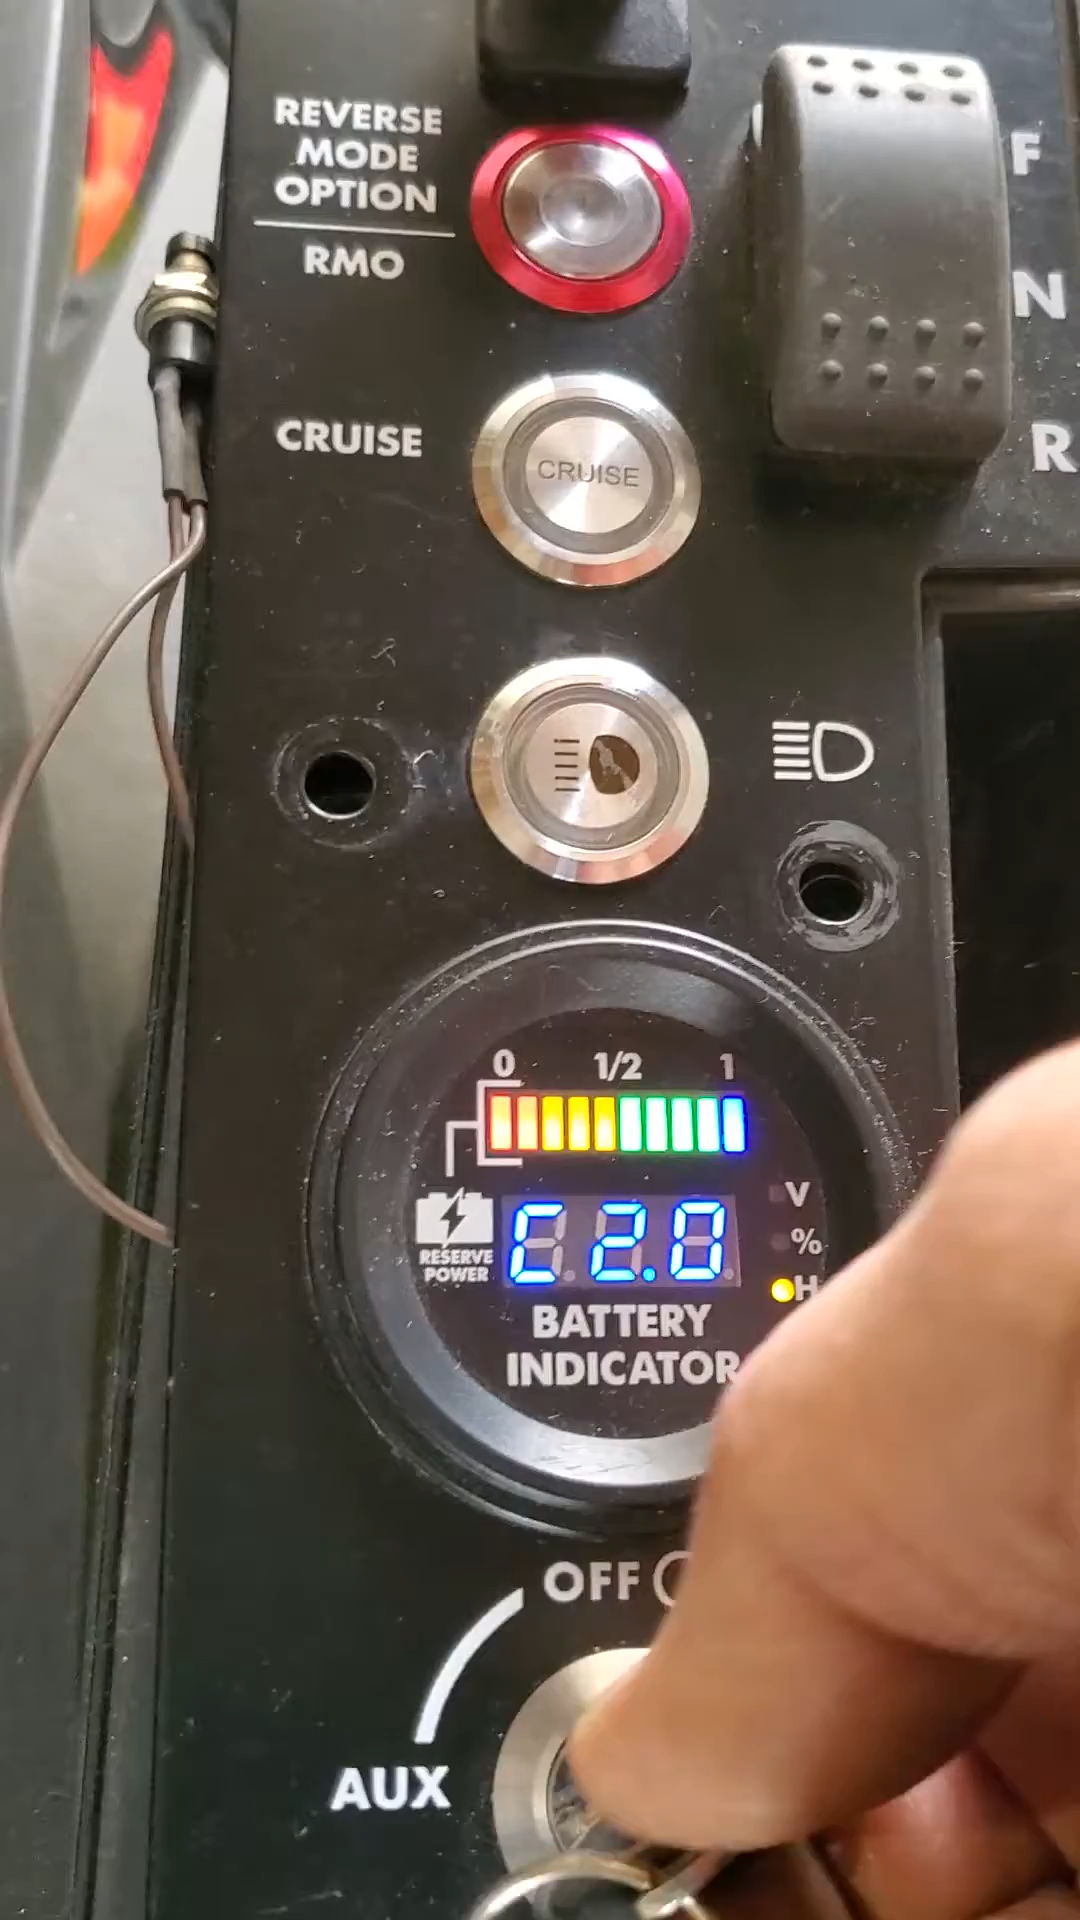 REVERSE
MODE
OPTION
RMO
F
N
R
CRUISE
CRUISE
0 1/2 1
V
%
H
RESERVE
POWER
C2.0
BATTERY
INDICATOR
OFF
AUX